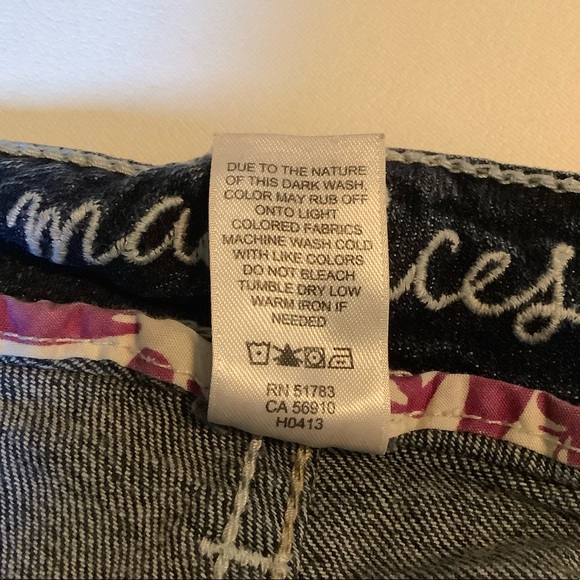 DUE TO THE NATURE
OF THIS DARK WASH,
COLOR MAY RUB OFF
ONTO LIGHT
COLORED FABRICS
MACHINE WASH COLD
WITH LIKE COLORS
DO NOT BLEACH
TUMBLE DRY LOW
WARM IRON IF
NEEDED
RN 51783
CA 56910
H0413